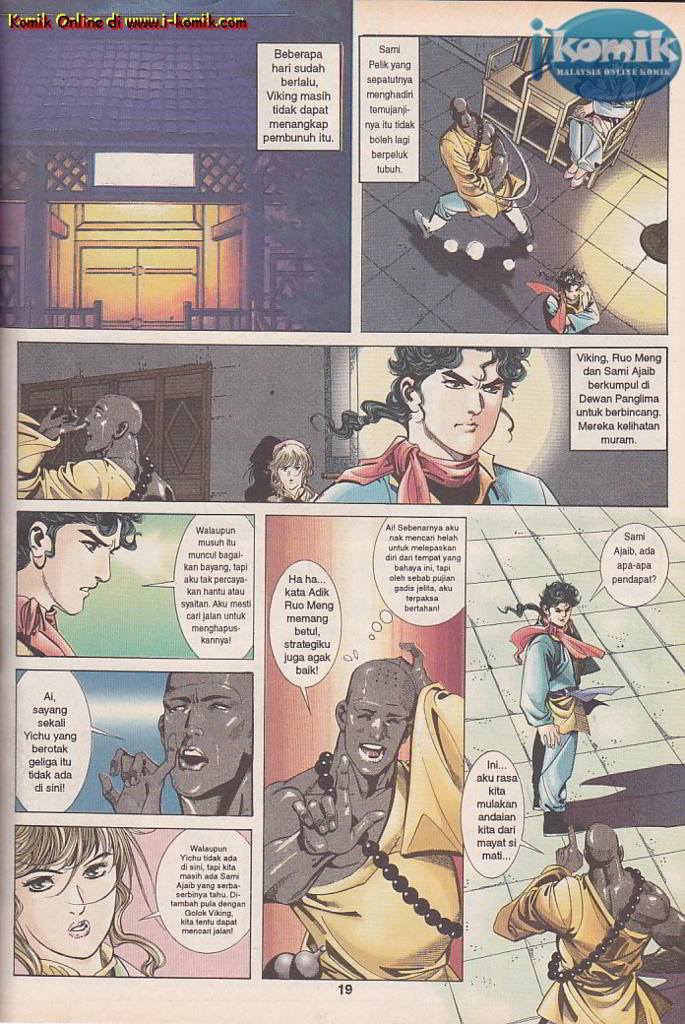 Komik Online di www.i-komik.com
ikomik
MALAYSIA ONLINE KOMIK
Beberapa
hari sudah
berlalu,
Viking masih
tidak dapat
menangkap
pembunuh itu.
Sami
Pelik yang
sepatutnya
menghadiri
temujanji-
nya itu tidak
boleh lagi
berpeluk
tubuh.
Viking, Ruo Meng
dan Sami Ajaib
berkumpul di
Dewan Panglima
untuk berbincang.
Mereka kelihatan
muram.
Walaupun
musuh itu
muncul bagai-
kan bayang, tapi
aku tak percaya-
kan hantu atau
syaitan. Aku mesti
cari jalan untuk
menghapus-
kannya!
Ai,
sayang
sekali
Yichu yang
berotak
geliga itu
tidak ada
di sini!
Walaupun
Yichu tidak ada
di sini, tapi kita
masih ada Sami
Ajaib yang serba-
serbinya tahu. Di-
tambah pula dengan
Golok Viking,
kita tentu dapat
mencari jalan!
Ai! Sebenarnya aku
nak mencari helah
untuk melepaskan
diri dari tempat yang
bahaya ini, tapi
oleh sebab pujian
gadis jelita, aku
terpaksa
bertahan!
Ha ha...
kata Adik
Ruo Meng
memang
betul,
strategiku
juga agak
baik!
Sami
Ajaib, ada
apa-apa
pendapat?
Ini...
aku rasa
kita
mulakan
andaian
kita dari
mayat si
mati...
19